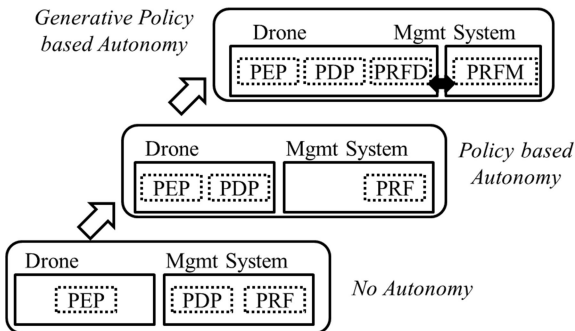 Generative Policy
based Autonomy
Drone Mgmt System
PEP PDP PRFD PRFM
Drone Mgmt System
PEP PDP PRF
Policy based
Autonomy
Drone Mgmt System
PEP PDP PRF
No Autonomy